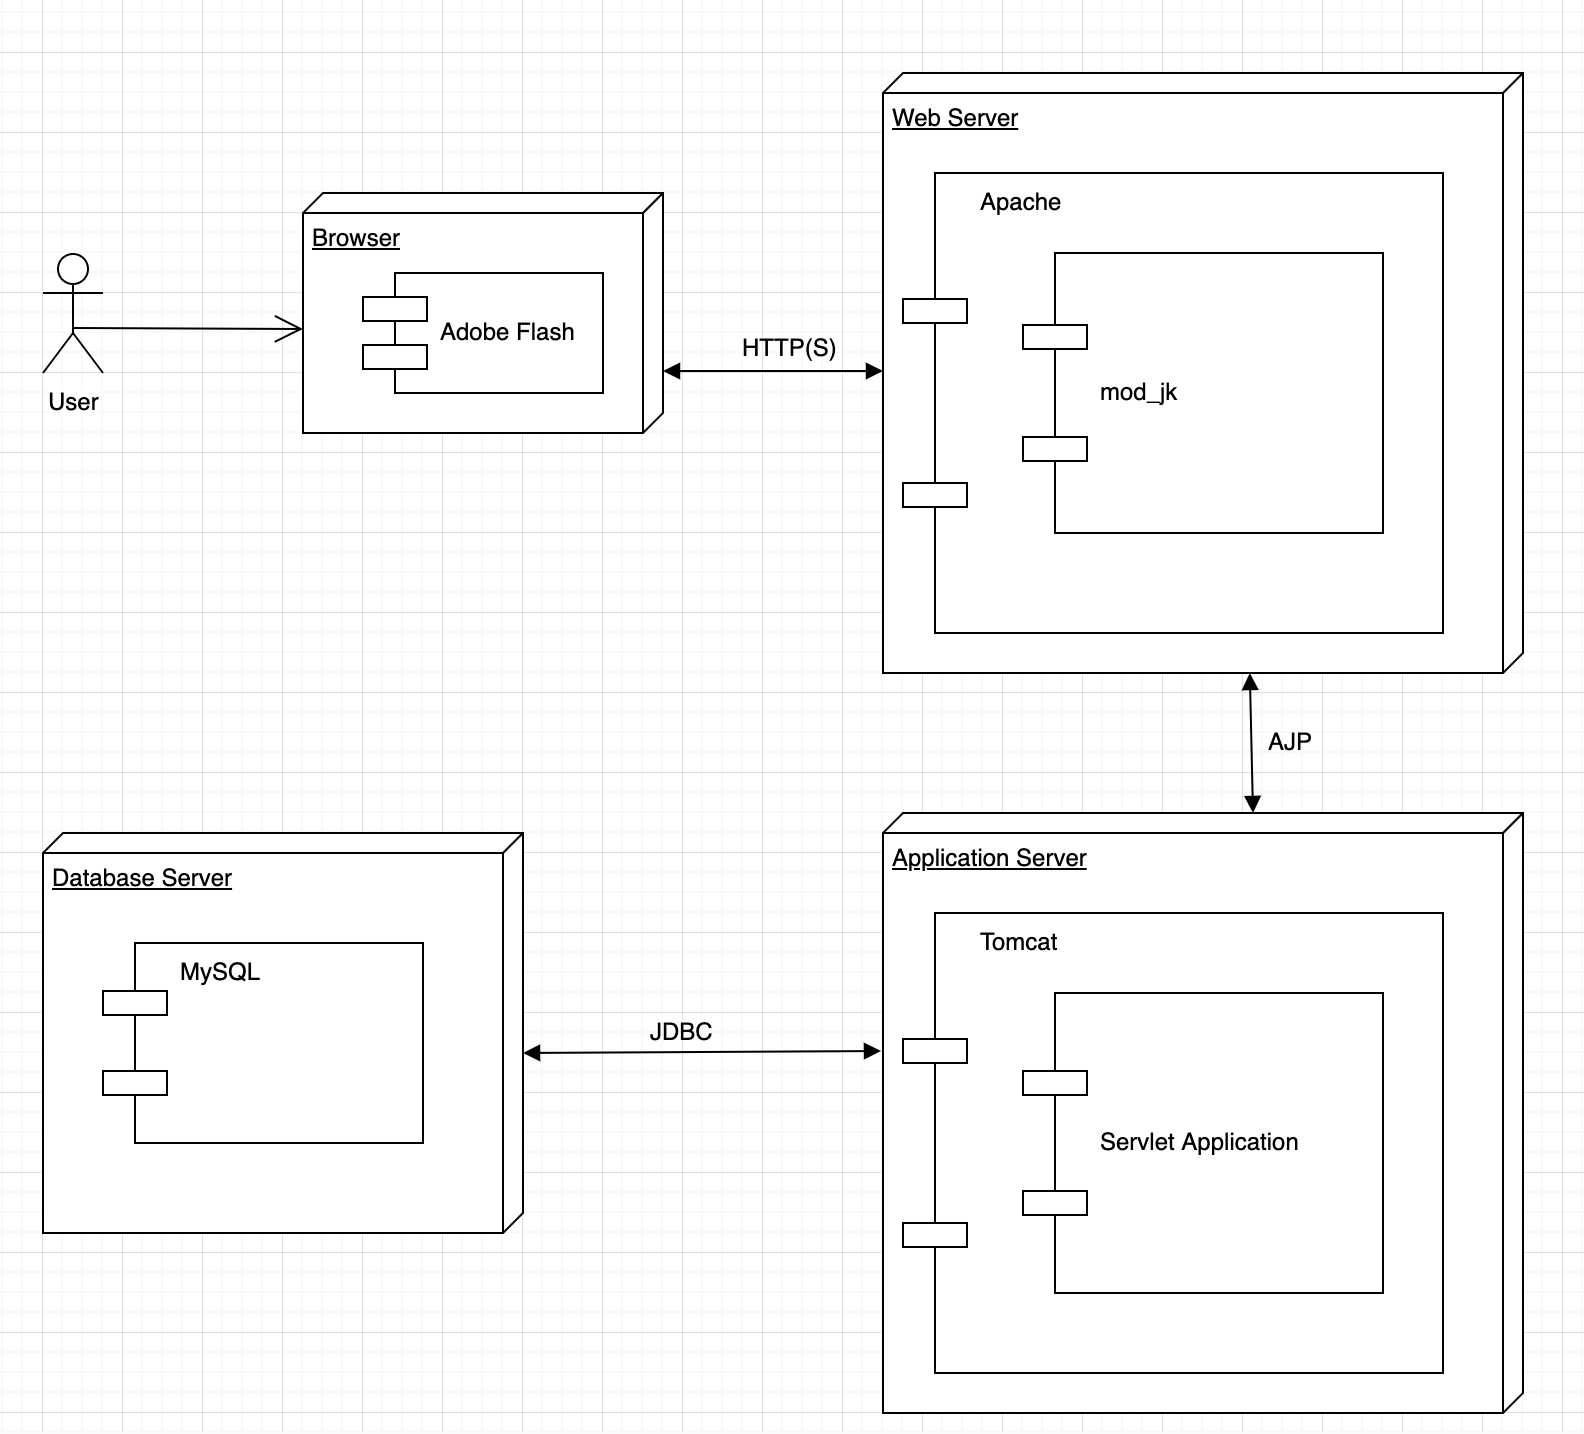 Web Server
Apache
Browser
Adobe Flash
HTTP(S)
mod_jk
User
AJP
Application Server
Database Server
Tomcat
MySQL
JDBC
Servlet Application